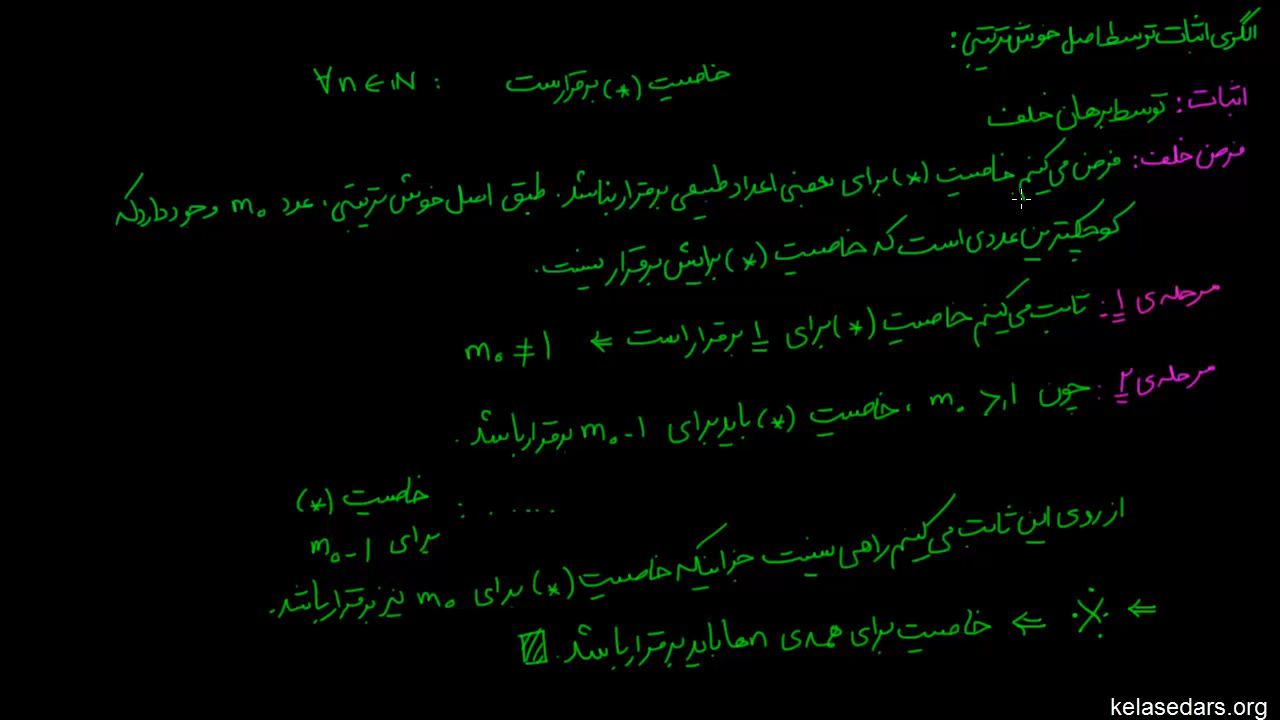 الگوی اثبات توسط اصل خوش ترتیبی:
∀n∈ℕ : خاصیت (*) برقرارست
اثبات: توسط برهان خلف
فرض خلف: فرض می‌کنیم خاصیت (*) برای بعضی اعداد طبیعی برقرار نباشد. طبق اصل خوش ترتیبی، عدد m₀ وجود دارد که
کوچکترین عددی است که خاصیت (*) برایش برقرار نیست.
مرحله‌ی ۱: ثابت می‌کنیم خاصیت (*) برای ۱ برقرار است ⇐ m₀ ≠ 1
مرحله‌ی ۲: چون m₀ > 1، خاصیت (*) باید برای m₀-1 برقرار باشد.
..... : خاصیت (*)
برای m₀-1
از روی این ثابت می‌کنیم راهی نیست جز اینکه خاصیت (*) برای m₀ نیز برقرار باشد.
⇐ ※ ⇐ خاصیت برای همه‌ی nها باید برقرار باشد.
kelasedars.org